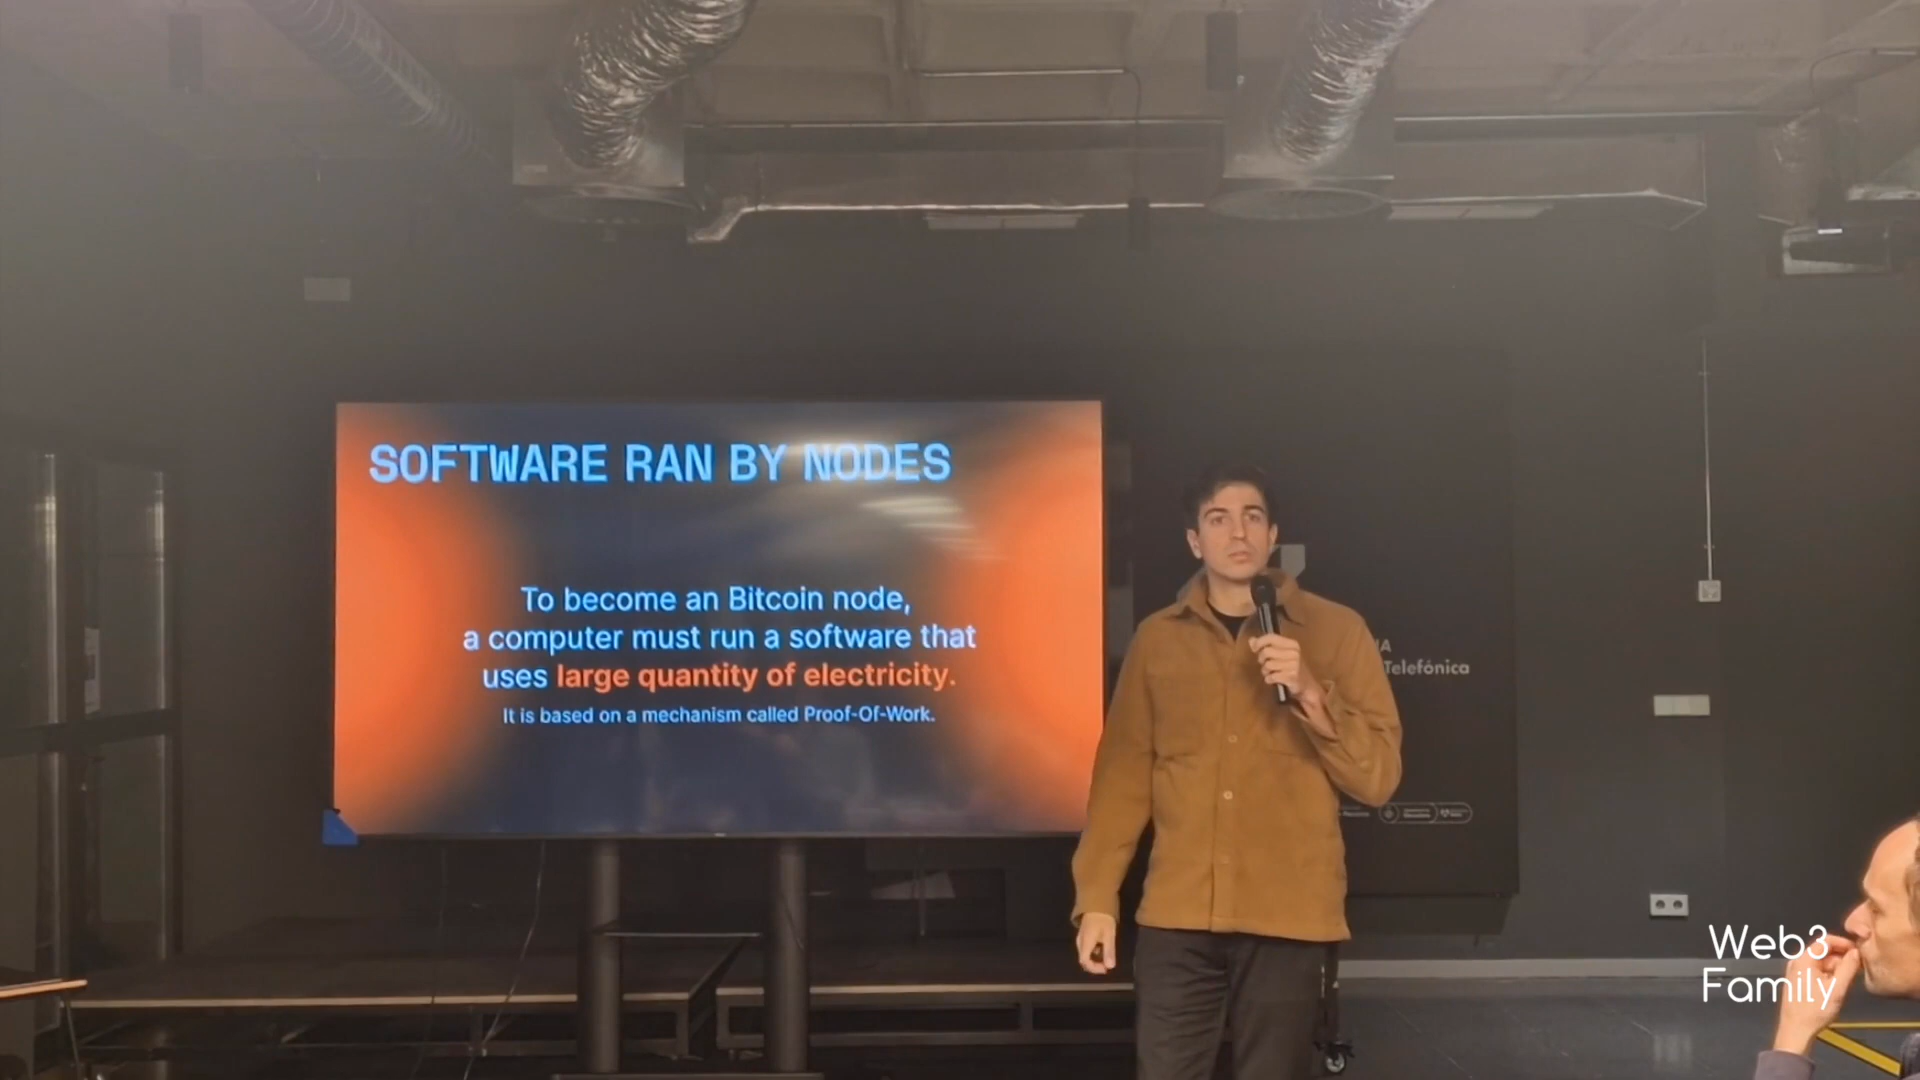 SOFTWARE RAN BY NODES
To become an Bitcoin node,
a computer must run a software that
uses large quantity of electricity.
It is based on a mechanism called Proof-Of-Work.
Telefónica
Web3
Family